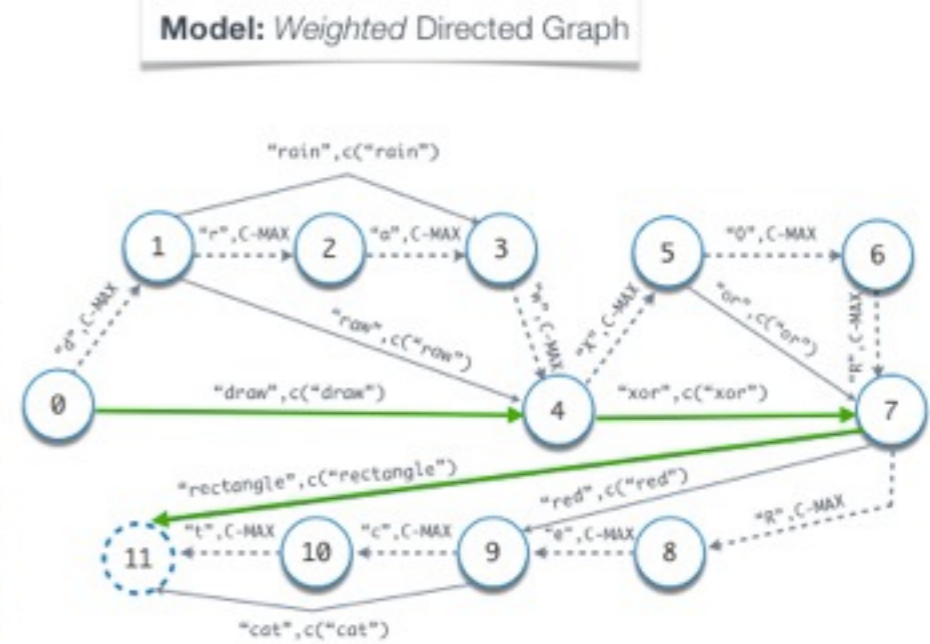 Model: Weighted Directed Graph
“rain”,c(“rain”)
1
“r”,C-MAX
2
“a”,C-MAX
3
5
“O”,C-MAX
6
“d”,C-MAX
“raw”,c(“raw”)
“w”,C-MAX
“X”,C-MAX
“or”,c(“or”)
“R”,C-MAX
0
“draw”,c(“draw”)
4
“xor”,c(“xor”)
7
“rectangle”,c(“rectangle”)
“red”,c(“red”)
“R”,C-MAX
11
“t”,C-MAX
10
“c”,C-MAX
9
“e”,C-MAX
8
“cat”,c(“cat”)